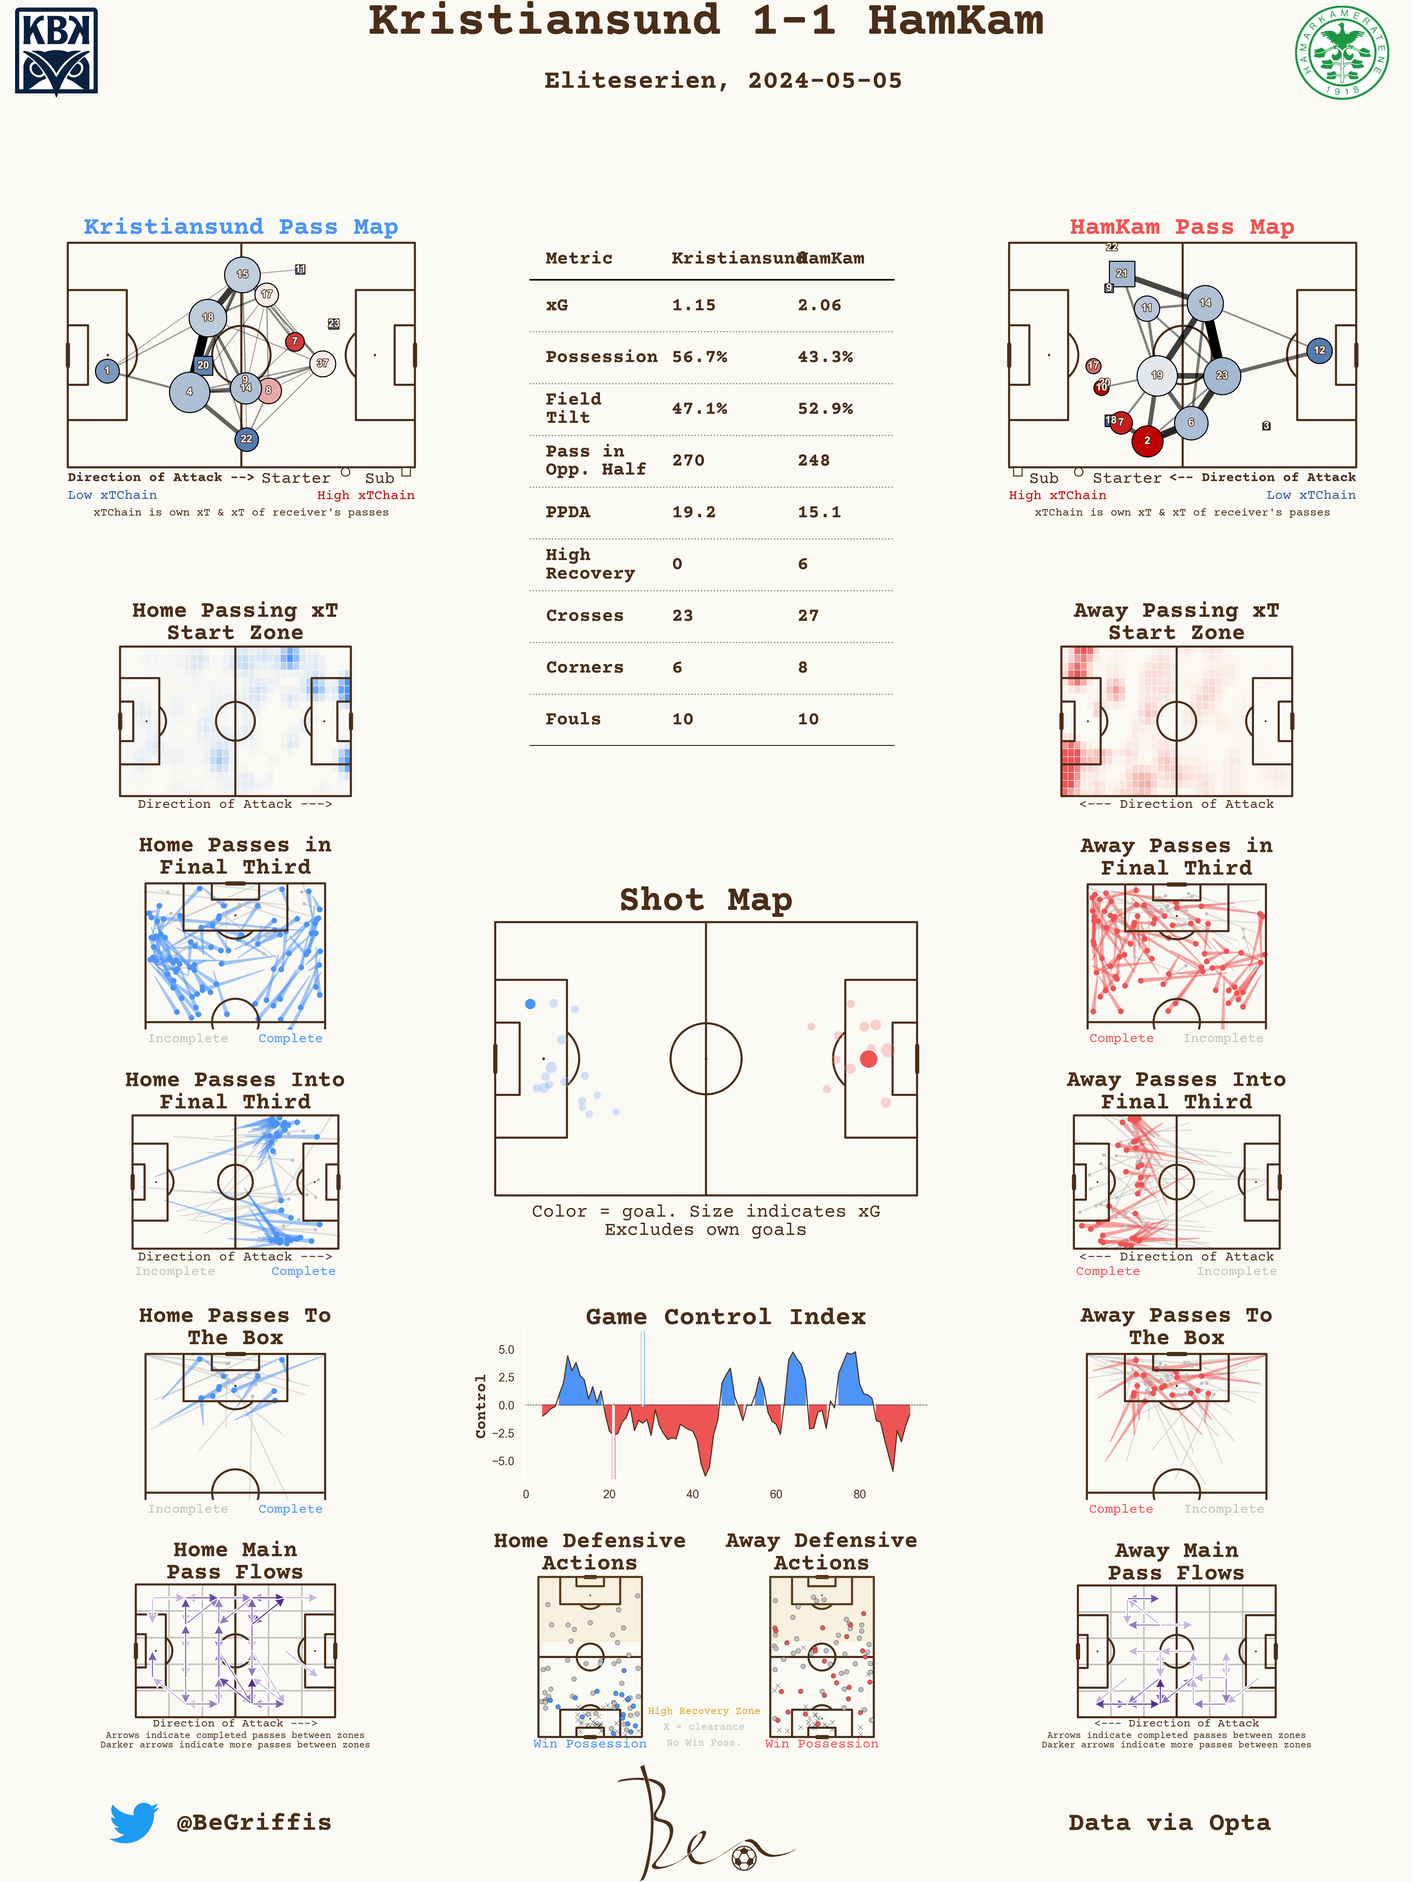 KBK
Kristiansund 1-1 HamKam
Eliteserien, 2024-05-05
HAMARKAMERATENE
1918
Kristiansund Pass Map
15
11
17
18
23
7
20
37
1
9
14
8
4
22
Direction of Attack --> Starter Sub
Low xTChain High xTChain
xTChain is own xT & xT of receiver's passes
Metric Kristiansund HamKam
xG 1.15 2.06
Possession 56.7% 43.3%
Field
Tilt 47.1% 52.9%
Pass in
Opp. Half 270 248
PPDA 19.2 15.1
High
Recovery 0 6
Crosses 23 27
Corners 6 8
Fouls 10 10
HamKam Pass Map
22
21
9
11
14
12
17
19
23
20
10
18
7
6
3
2
Sub Starter <-- Direction of Attack
High xTChain Low xTChain
xTChain is own xT & xT of receiver's passes
Home Passing xT
Start Zone
Direction of Attack --->
Away Passing xT
Start Zone
<--- Direction of Attack
Home Passes in
Final Third
Incomplete Complete
Away Passes in
Final Third
Complete Incomplete
Shot Map
Color = goal. Size indicates xG
Excludes own goals
Home Passes Into
Final Third
Direction of Attack --->
Incomplete Complete
Away Passes Into
Final Third
<--- Direction of Attack
Complete Incomplete
Home Passes To
The Box
Incomplete Complete
Game Control Index
Control
5.0
2.5
0.0
−2.5
−5.0
0 20 40 60 80
Away Passes To
The Box
Complete Incomplete
Home Main
Pass Flows
Direction of Attack --->
Arrows indicate completed passes between zones
Darker arrows indicate more passes between zones
Home Defensive
Actions
Win Possession
High Recovery Zone
X = clearance
No Win Poss.
Away Defensive
Actions
Win Possession
Away Main
Pass Flows
<--- Direction of Attack
Arrows indicate completed passes between zones
Darker arrows indicate more passes between zones
@BeGriffis
Ben
Data via Opta